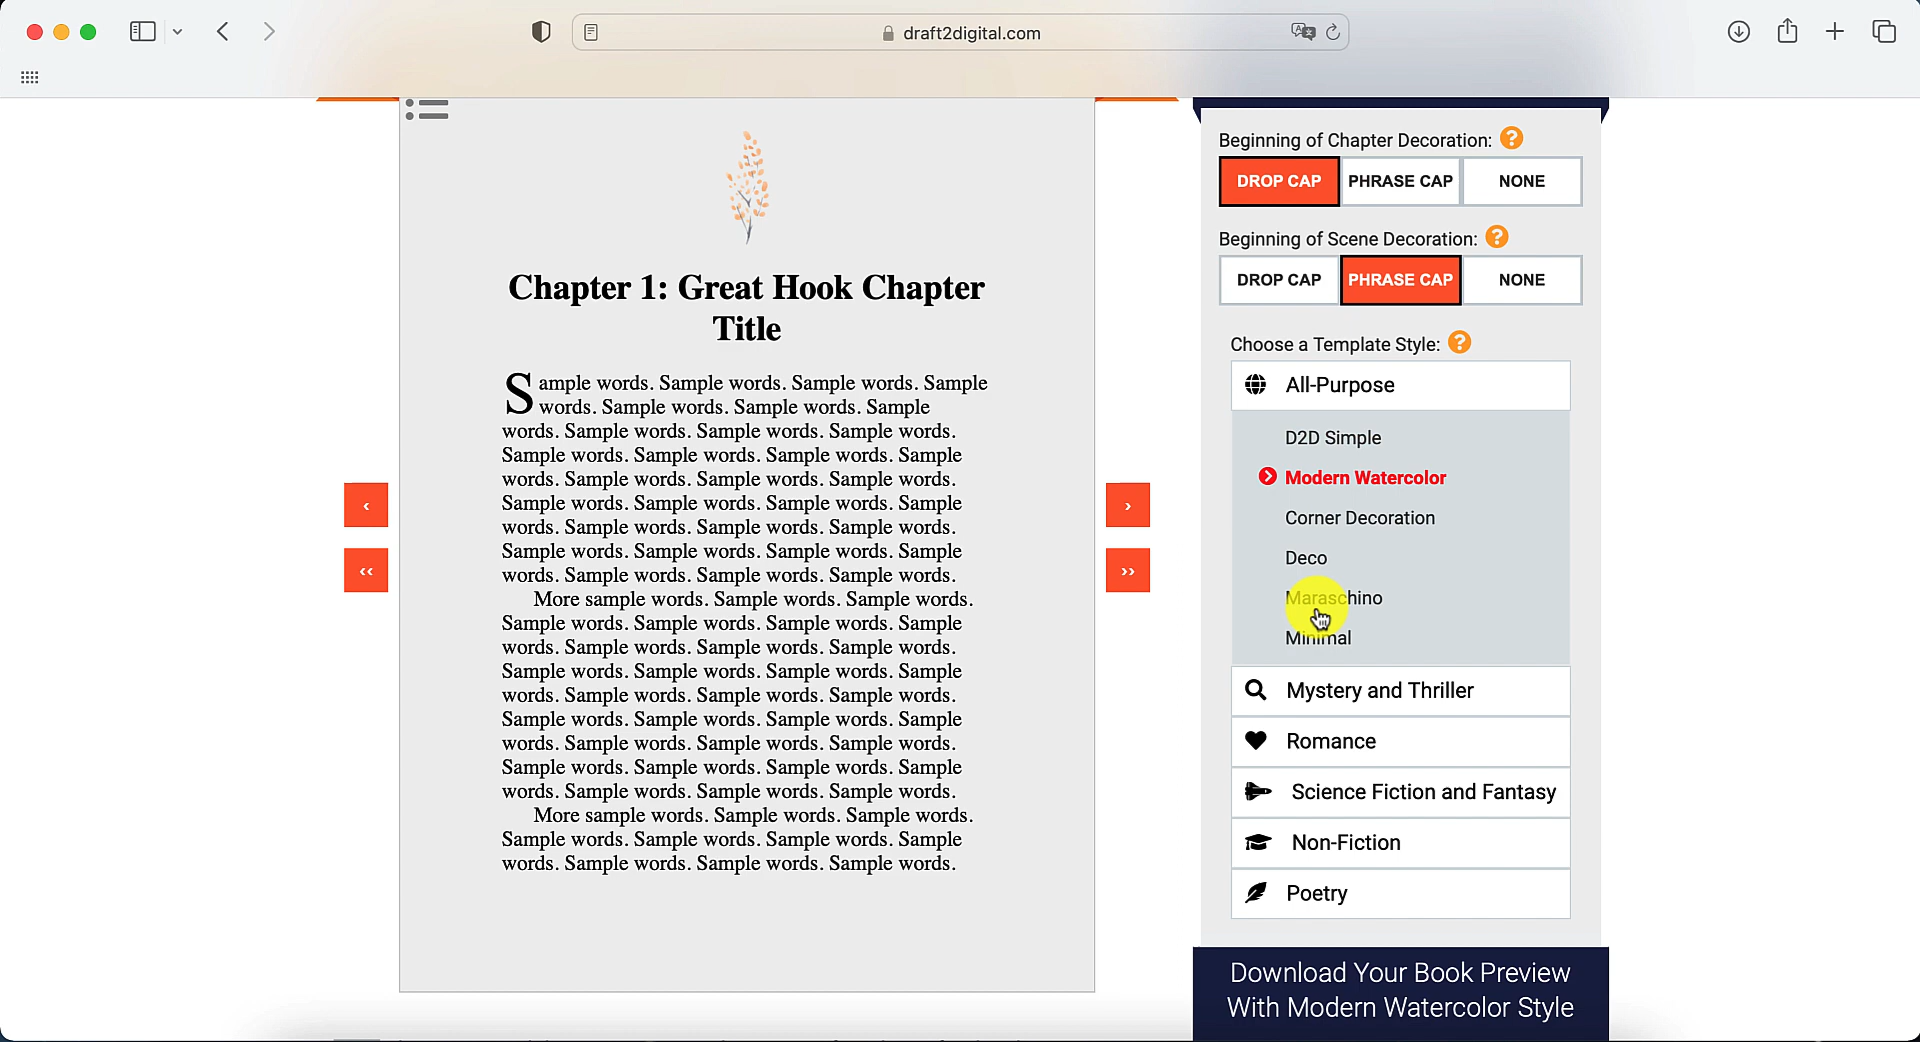 draft2digital.com
Chapter 1: Great Hook Chapter
Title
Sample words. Sample words. Sample words. Sample
words. Sample words. Sample words. Sample
words. Sample words. Sample words. Sample words.
Sample words. Sample words. Sample words. Sample
words. Sample words. Sample words. Sample words.
Sample words. Sample words. Sample words. Sample
words. Sample words. Sample words. Sample words.
Sample words. Sample words. Sample words. Sample
words. Sample words. Sample words. Sample words.
More sample words. Sample words. Sample words.
Sample words. Sample words. Sample words. Sample
words. Sample words. Sample words. Sample words.
Sample words. Sample words. Sample words. Sample
words. Sample words. Sample words. Sample words.
Sample words. Sample words. Sample words. Sample
words. Sample words. Sample words. Sample words.
Sample words. Sample words. Sample words. Sample
words. Sample words. Sample words. Sample words.
More sample words. Sample words. Sample words.
Sample words. Sample words. Sample words. Sample
words. Sample words. Sample words. Sample words.
Beginning of Chapter Decoration: ?
DROP CAP PHRASE CAP NONE
Beginning of Scene Decoration: ?
DROP CAP PHRASE CAP NONE
Choose a Template Style: ?
All-Purpose
D2D Simple
Modern Watercolor
Corner Decoration
Deco
Maraschino
Minimal
Mystery and Thriller
Romance
Science Fiction and Fantasy
Non-Fiction
Poetry
Download Your Book Preview
With Modern Watercolor Style